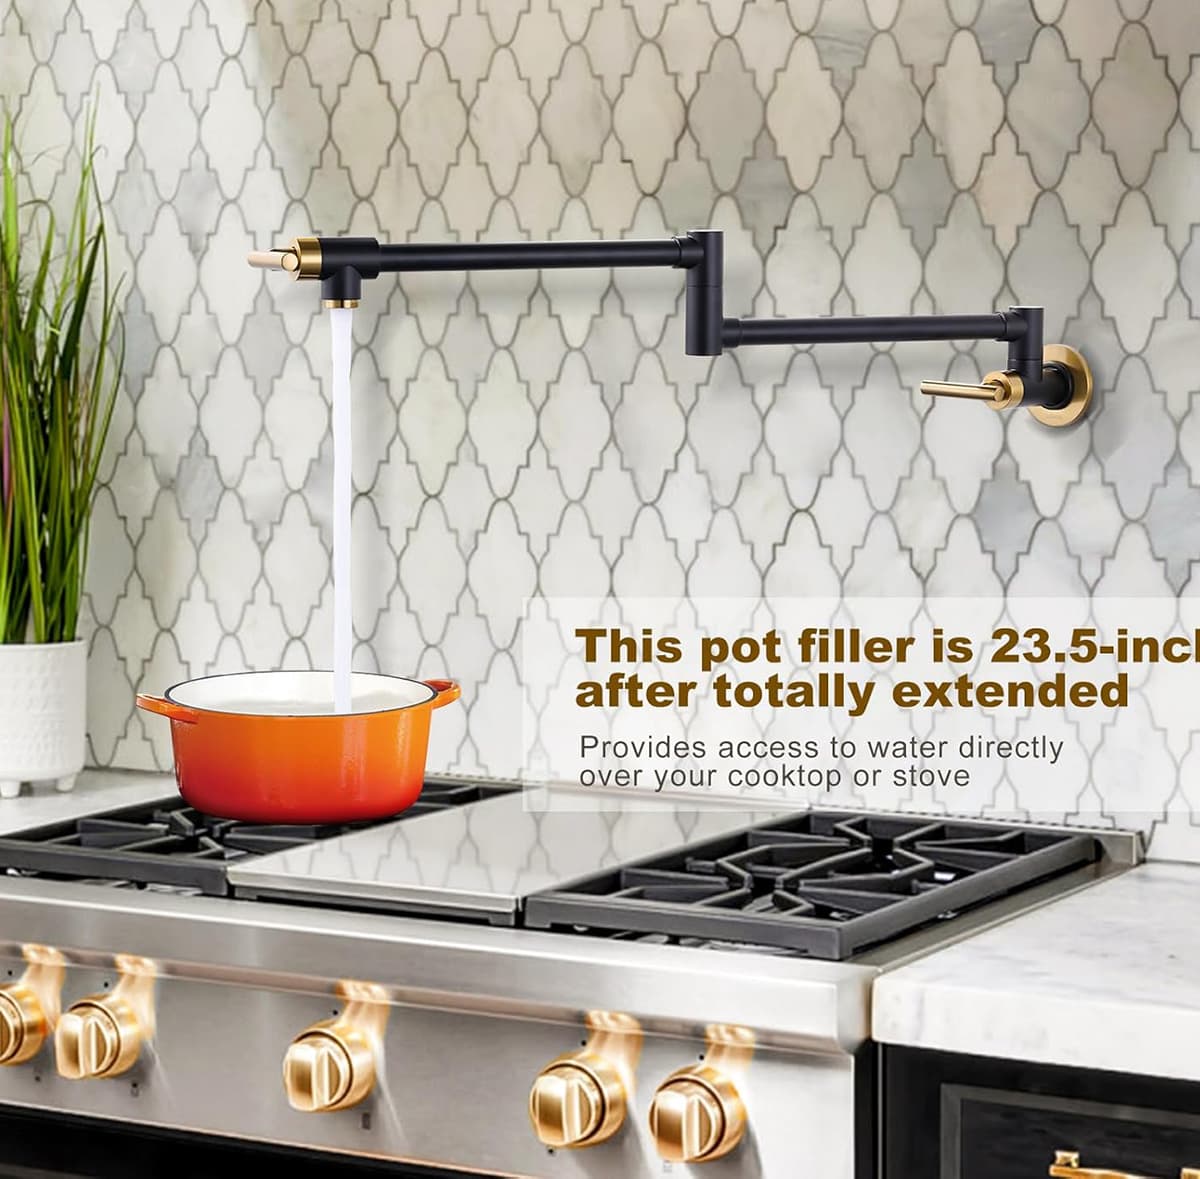 This pot filler is 23.5-inch
after totally extended
Provides access to water directly
over your cooktop or stove